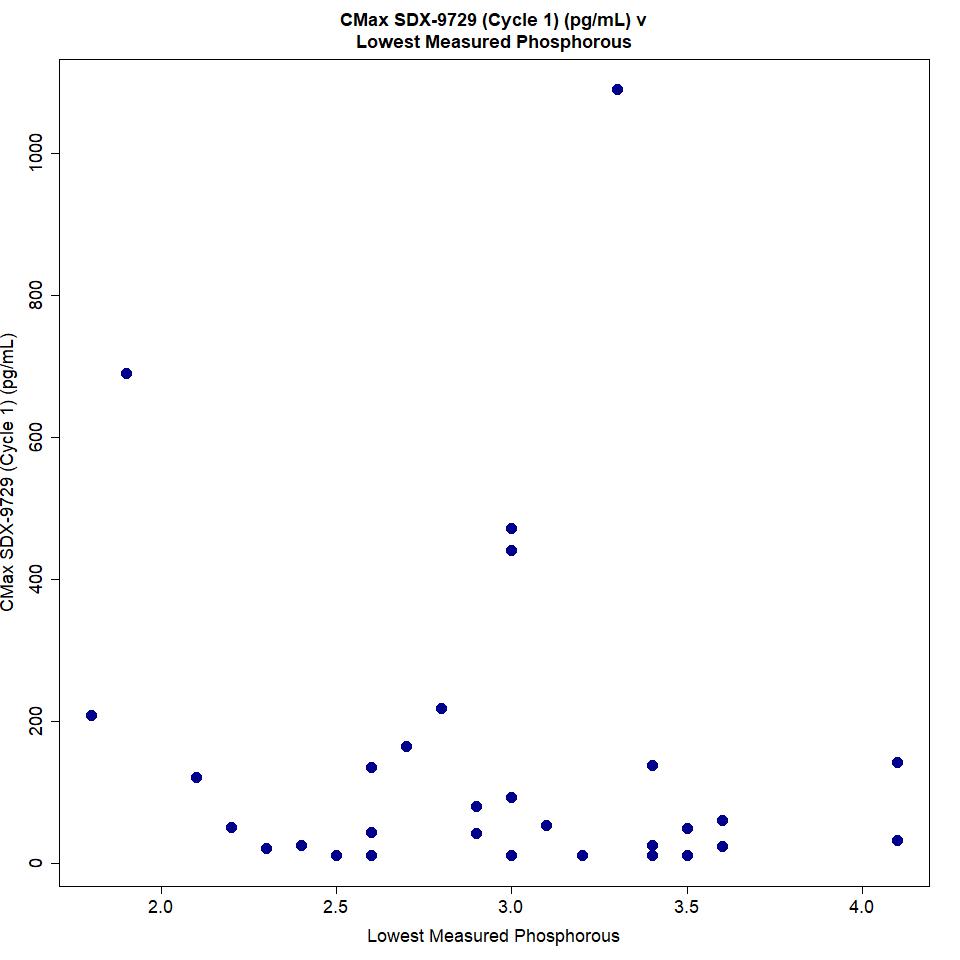 CMax SDX-9729 (Cycle 1) (pg/mL) v
Lowest Measured Phosphorous
CMax SDX-9729 (Cycle 1) (pg/mL)
1000
800
600
400
200
0
2.0 2.5 3.0 3.5 4.0
Lowest Measured Phosphorous